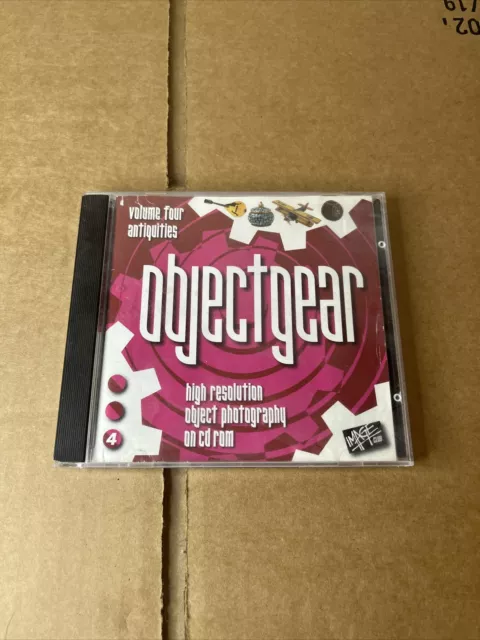 volume four
antiquities
objectgear
high resolution
object photography
on cd rom
4
IMAGE